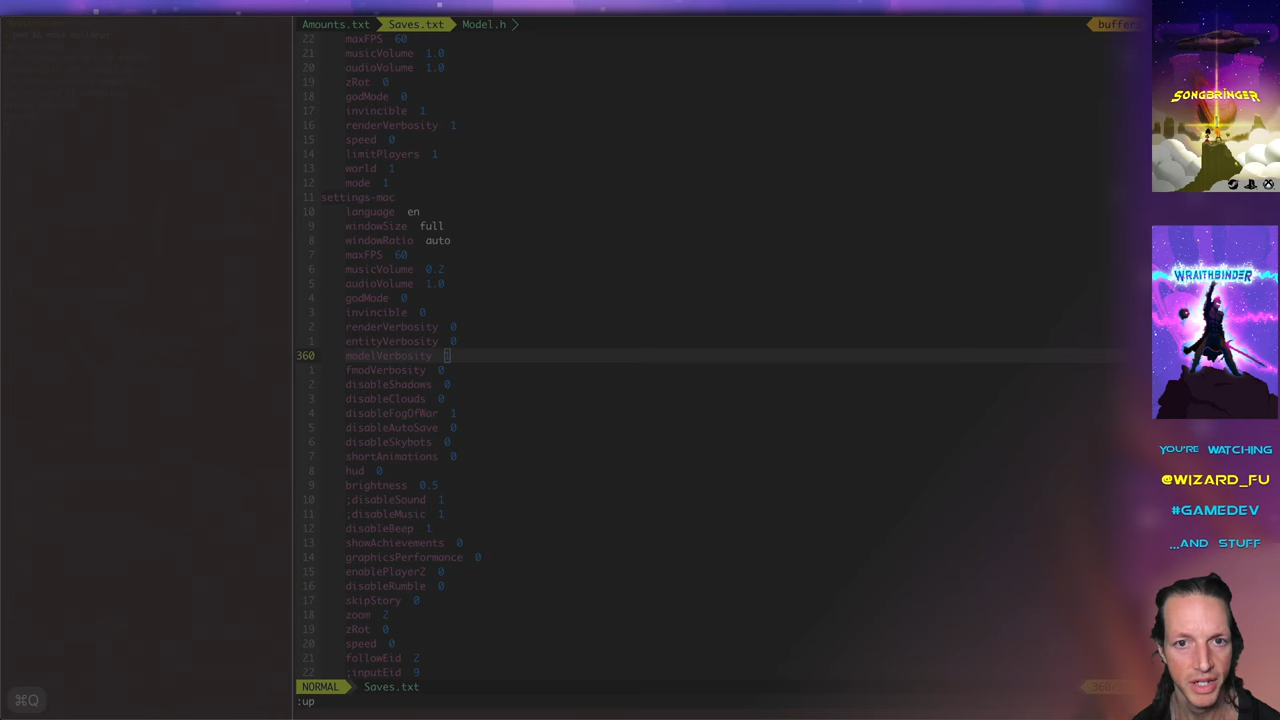 Amounts.txt Saves.txt Model.h buffers
22 maxFPS 60
21 musicVolume 1.0
20 audioVolume 1.0
19 zRot 0
18 godMode 0
17 invincible 1
16 renderVerbosity 1
15 speed 0
14 limitPlayers 1
13 world 1
12 mode 1
11 settings-mac
10 language en
9 windowSize full
8 windowRatio auto
7 maxFPS 60
6 musicVolume 0.2
5 audioVolume 1.0
4 godMode 0
3 invincible 0
2 renderVerbosity 0
1 entityVerbosity 0
360 modelVerbosity 1
1 fmodVerbosity 0
2 disableShadows 0
3 disableClouds 0
4 disableFogOfWar 1
5 disableAutoSave 0
6 disableSkybots 0
7 shortAnimations 0
8 hud 0
9 brightness 0.5
10 ;disableSound 1
11 ;disableMusic 1
12 disableBeep 1
13 showAchievements 0
14 graphicsPerformance 0
15 enablePlayer2 0
16 disableRumble 0
17 skipStory 0
18 zoom 2
19 zRot 0
20 speed 0
21 followEid 2
22 ;inputEid 9
NORMAL Saves.txt
:up
⌘Q
SONGBRINGER
WRAITHBINDER
YOU'RE WATCHING
@WIZARD_FU
#GAMEDEV
...AND STUFF